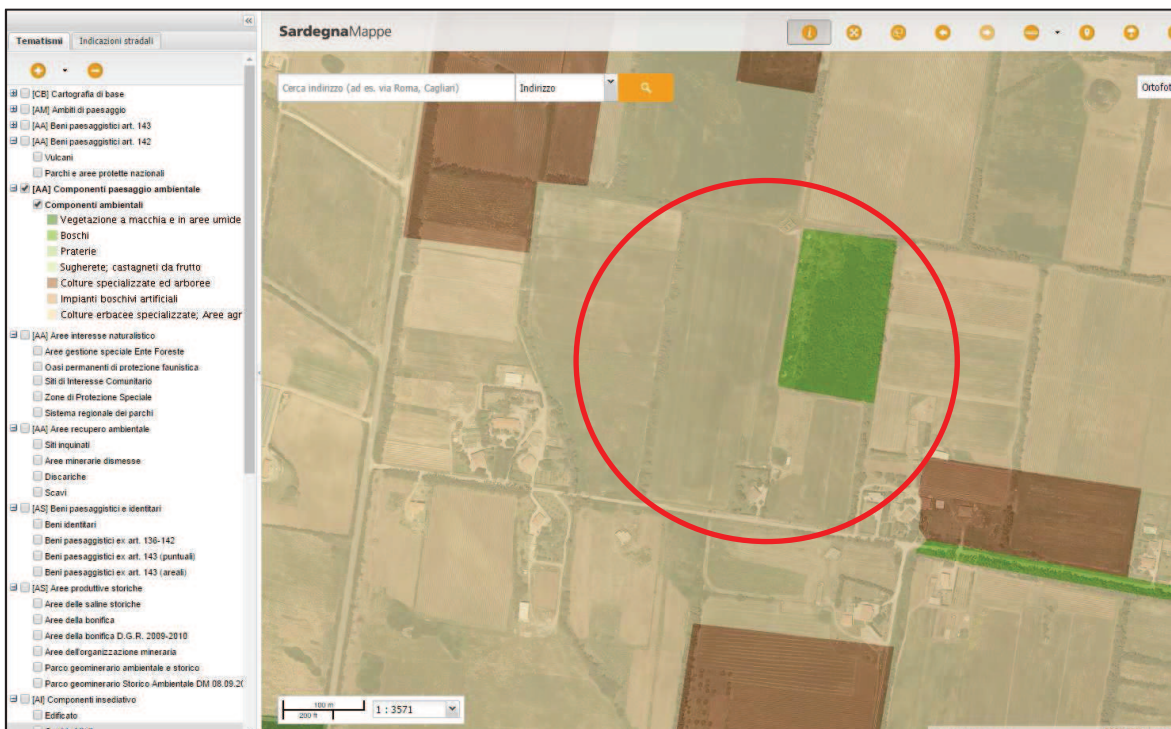 «
Tematismi
Indicazioni stradali
[CB] Cartografia di base
[AM] Ambiti di paesaggio
[AA] Beni paesaggistici art. 143
[AA] Beni paesaggistici art. 142
Vulcani
Parchi e aree protette nazionali
[AA] Componenti paesaggio ambientale
Componenti ambientali
Vegetazione a macchia e in aree umide
Boschi
Praterie
Sugherete; castagneti da frutto
Colture specializzate ed arboree
Impianti boschivi artificiali
Colture erbacee specializzate; Aree agr
[AA] Aree interesse naturalistico
Aree gestione speciale Ente Foreste
Oasi permanenti di protezione faunistica
Siti di Interesse Comunitario
Zone di Protezione Speciale
Sistema regionale dei parchi
[AA] Aree recupero ambientale
Siti inquinati
Aree minerarie dismesse
Discariche
Scavi
[AS] Beni paesaggistici e identitari
Beni identitari
Beni paesaggistici ex art. 136-142
Beni paesaggistici ex art. 143 (puntuali)
Beni paesaggistici ex art. 143 (areali)
[AS] Aree produttive storiche
Aree delle saline storiche
Aree della bonifica
Aree della bonifica D.G.R. 2009-2010
Aree dell'organizzazione mineraria
Parco geominerario ambientale e storico
Parco geominerario Storico Ambientale DM 08.09.20
[AI] Componenti insediativo
Edificato
SardegnaMappe
Cerca indirizzo (ad es. via Roma, Cagliari)
Indirizzo
Ortofot
100 m
200 ft
1 : 3571